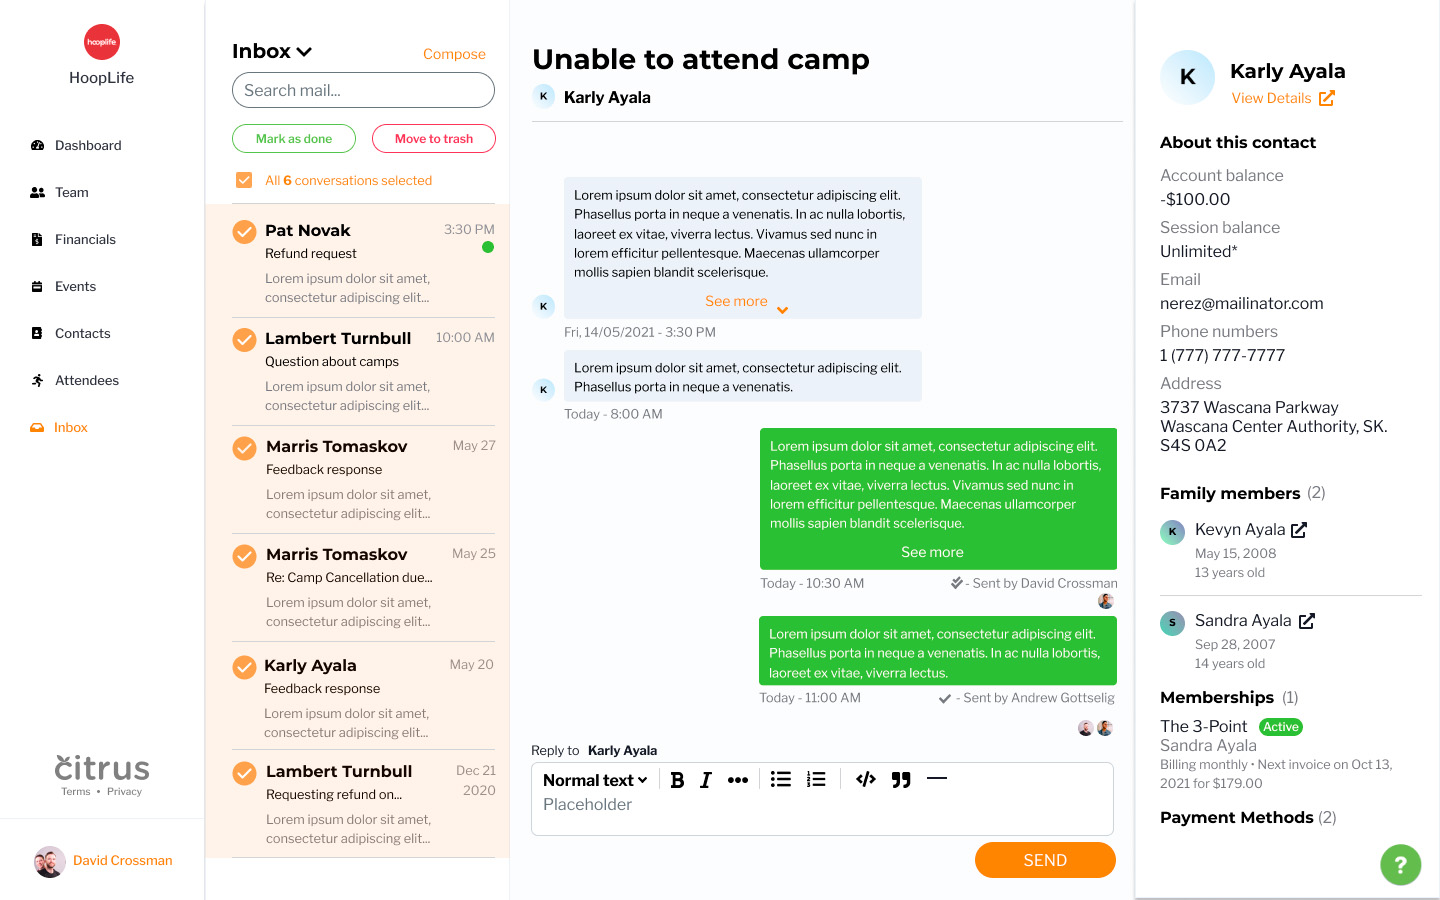 hooplife
HoopLife
Dashboard
Team
Financials
Events
Contacts
Attendees
Inbox
čitrus
Terms • Privacy
David Crossman
Inbox
Compose
Search mail...
Mark as done
Move to trash
All 6 conversations selected
Pat Novak
3:30 PM
Refund request
Lorem ipsum dolor sit amet,
consectetur adipiscing elit...
Lambert Turnbull
10:00 AM
Question about camps
Lorem ipsum dolor sit amet,
consectetur adipiscing elit...
Marris Tomaskov
May 27
Feedback response
Lorem ipsum dolor sit amet,
consectetur adipiscing elit...
Marris Tomaskov
May 25
Re: Camp Cancellation due...
Lorem ipsum dolor sit amet,
consectetur adipiscing elit...
Karly Ayala
May 20
Feedback response
Lorem ipsum dolor sit amet,
consectetur adipiscing elit...
Lambert Turnbull
Dec 21
2020
Requesting refund on...
Lorem ipsum dolor sit amet,
consectetur adipiscing elit...
Unable to attend camp
K
Karly Ayala
Lorem ipsum dolor sit amet, consectetur adipiscing elit.
Phasellus porta in neque a venenatis. In ac nulla lobortis,
laoreet ex vitae, viverra lectus. Vivamus sed nunc in
lorem efficitur pellentesque. Maecenas ullamcorper
mollis sapien blandit scelerisque.
See more
K
Fri, 14/05/2021 - 3:30 PM
Lorem ipsum dolor sit amet, consectetur adipiscing elit.
Phasellus porta in neque a venenatis.
K
Today - 8:00 AM
Lorem ipsum dolor sit amet, consectetur adipiscing elit.
Phasellus porta in neque a venenatis. In ac nulla lobortis,
laoreet ex vitae, viverra lectus. Vivamus sed nunc in
lorem efficitur pellentesque. Maecenas ullamcorper
mollis sapien blandit scelerisque.
See more
Today - 10:30 AM
- Sent by David Crossman
Lorem ipsum dolor sit amet, consectetur adipiscing elit.
Phasellus porta in neque a venenatis. In ac nulla lobortis,
laoreet ex vitae, viverra lectus.
Today - 11:00 AM
- Sent by Andrew Gottselig
Reply to Karly Ayala
Normal text
B I
Placeholder
SEND
K
Karly Ayala
View Details
About this contact
Account balance
-$100.00
Session balance
Unlimited*
Email
nerez@mailinator.com
Phone numbers
1 (777) 777-7777
Address
3737 Wascana Parkway
Wascana Center Authority, SK.
S4S 0A2
Family members (2)
K
Kevyn Ayala
May 15, 2008
13 years old
S
Sandra Ayala
Sep 28, 2007
14 years old
Memberships (1)
The 3-Point Active
Sandra Ayala
Billing monthly • Next invoice on Oct 13,
2021 for $179.00
Payment Methods (2)
?